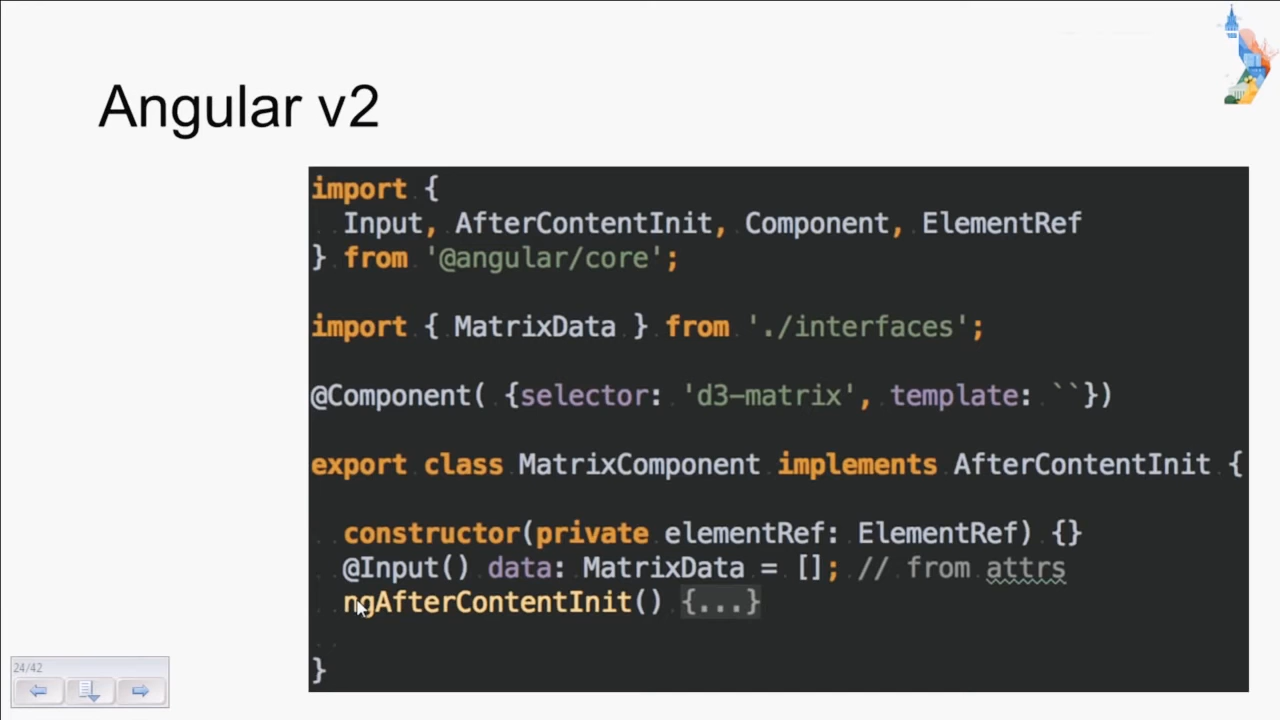 Angular v2
import {
Input, AfterContentInit, Component, ElementRef
} from '@angular/core';
import { MatrixData } from './interfaces';
@Component( {selector: 'd3-matrix', template: ``})
export class MatrixComponent implements AfterContentInit {
constructor(private elementRef: ElementRef) {}
@Input() data: MatrixData = []; // from attrs
ngAfterContentInit() {...}
}
24/42